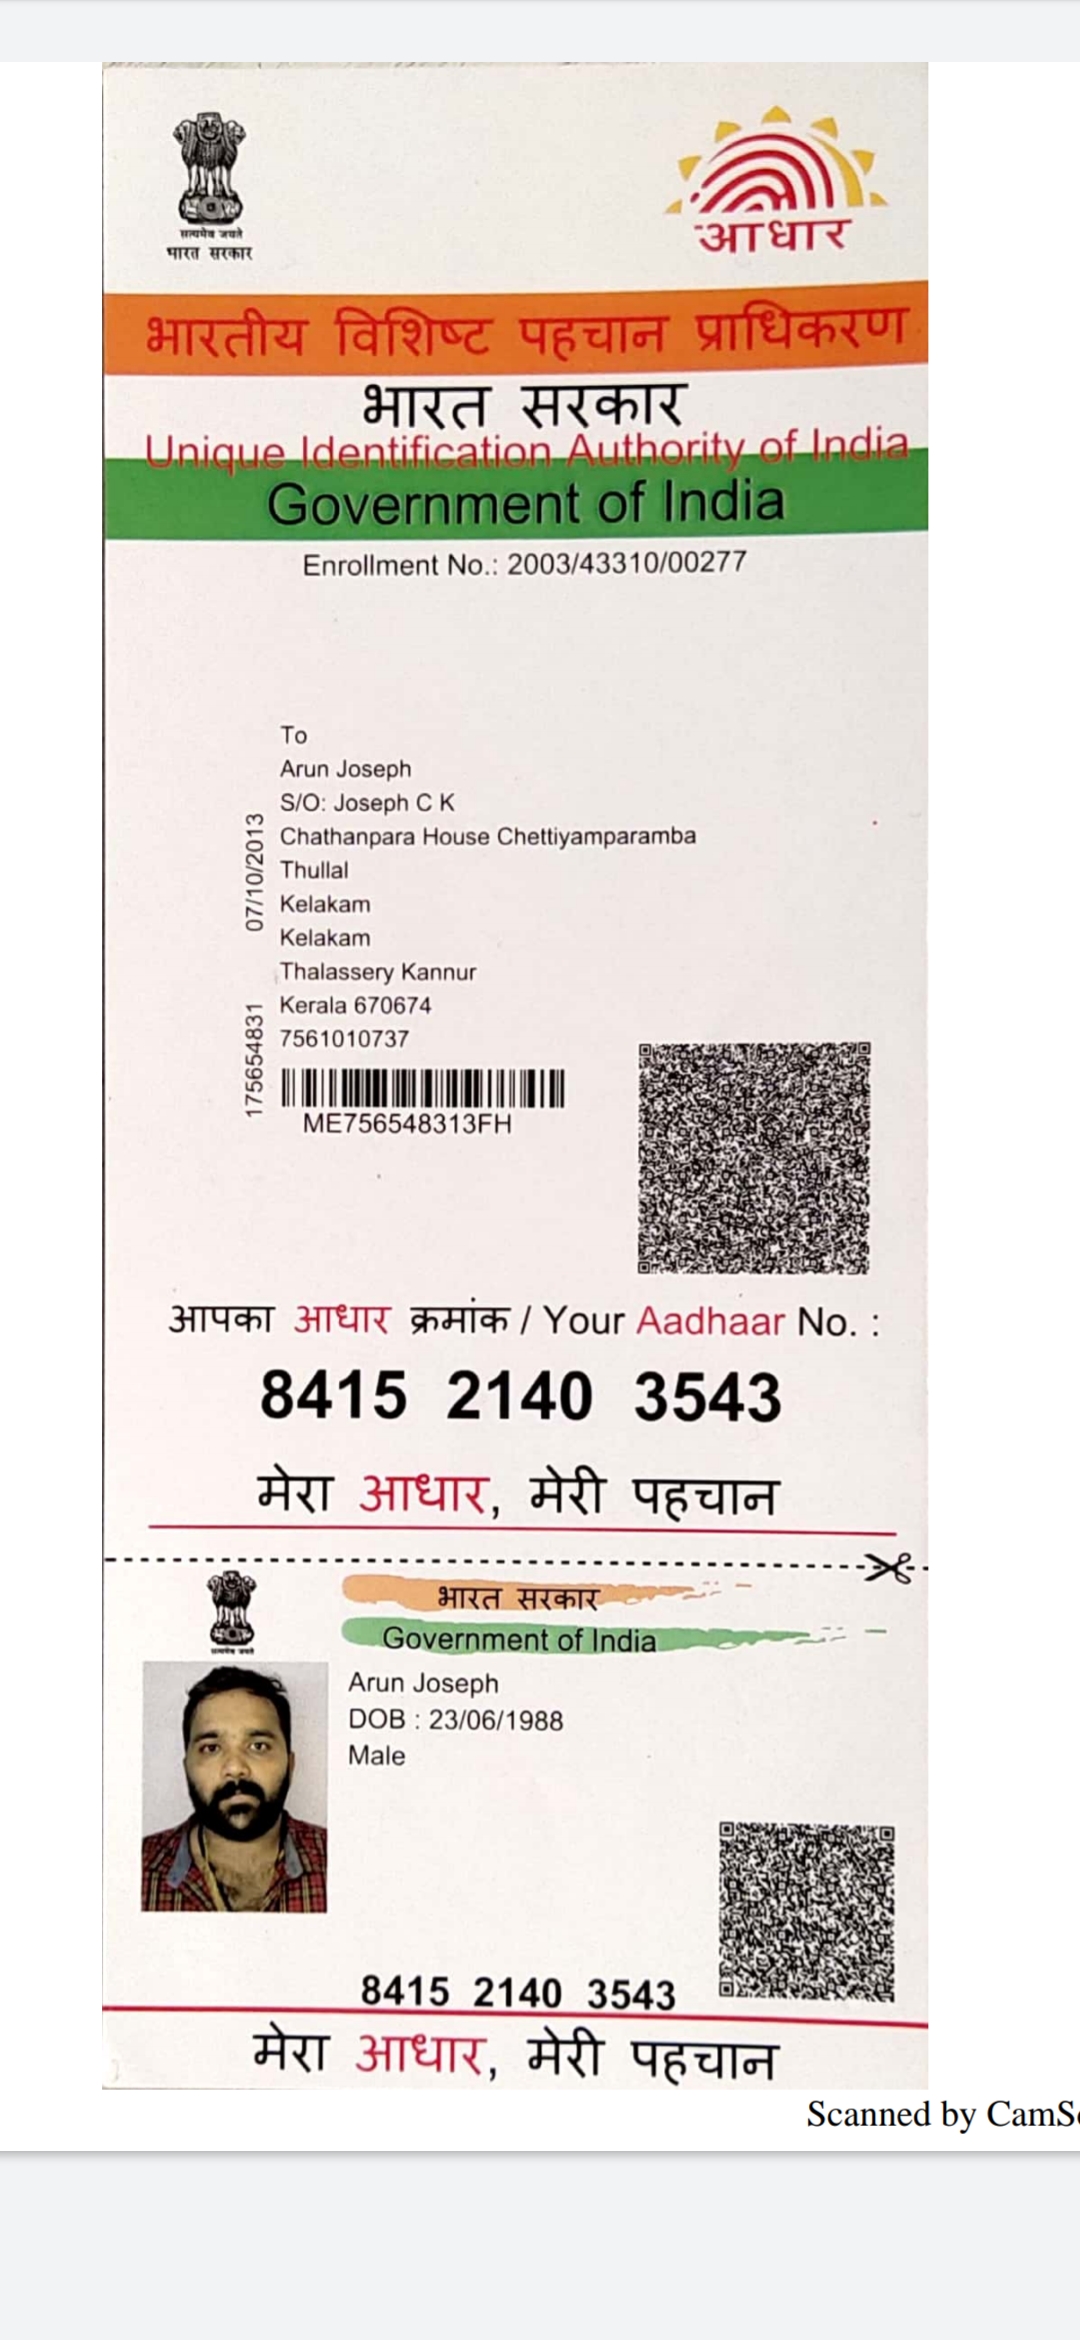 सत्यमेव जयते
भारत सरकार
आधार
भारतीय विशिष्ट पहचान प्राधिकरण
भारत सरकार
Unique Identification Authority of India
Government of India
Enrollment No.: 2003/43310/00277
To
Arun Joseph
S/O: Joseph C K
Chathanpara House Chettiyamparamba
Thullal
Kelakam
Kelakam
Thalassery Kannur
Kerala 670674
7561010737
07/10/2013
175654831
ME756548313FH
आपका आधार क्रमांक / Your Aadhaar No. :
8415 2140 3543
मेरा आधार, मेरी पहचान
सत्यमेव जयते
भारत सरकार
Government of India
Arun Joseph
DOB : 23/06/1988
Male
8415 2140 3543
मेरा आधार, मेरी पहचान
Scanned by CamSc